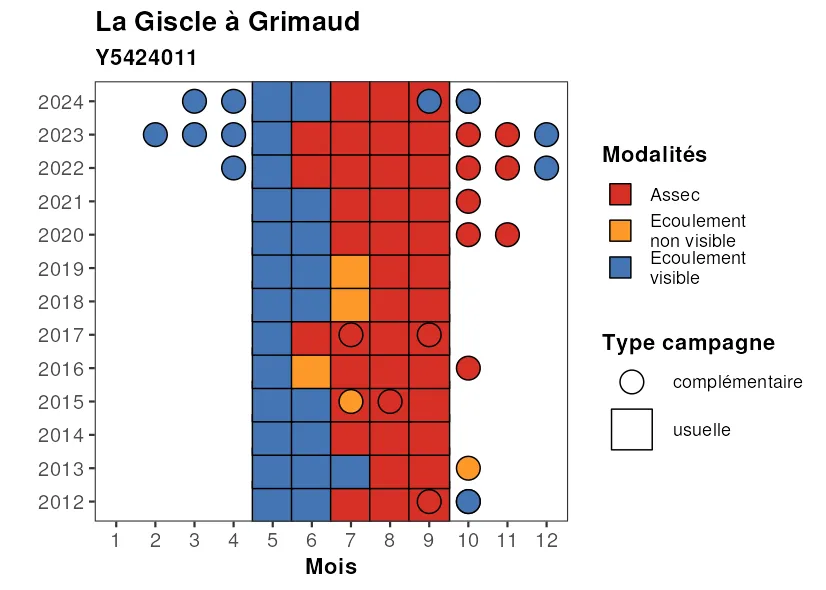 La Giscle à Grimaud
Y5424011
2024
2023
2022
2021
2020
2019
2018
2017
2016
2015
2014
2013
2012
1 2 3 4 5 6 7 8 9 10 11 12
Mois
Modalités
Assec
Ecoulement
non visible
Ecoulement
visible
Type campagne
complémentaire
usuelle